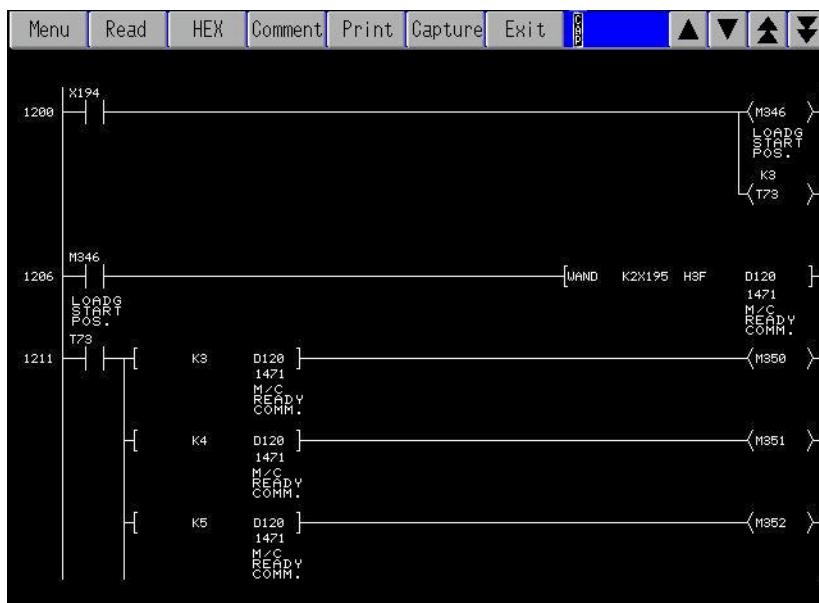 Menu Read HEX Comment Print Capture Exit CAP
X194
1200 M346
LOADG
START
POS.
K3
T73
M346
1206 WAND K2X195 H3F D120
LOADG 1471
START M/C
POS. READY
COMM.
T73
1211 K3 D120 M350
1471
M/C
READY
COMM.
K4 D120 M351
1471
M/C
READY
COMM.
K5 D120 M352
1471
M/C
READY
COMM.